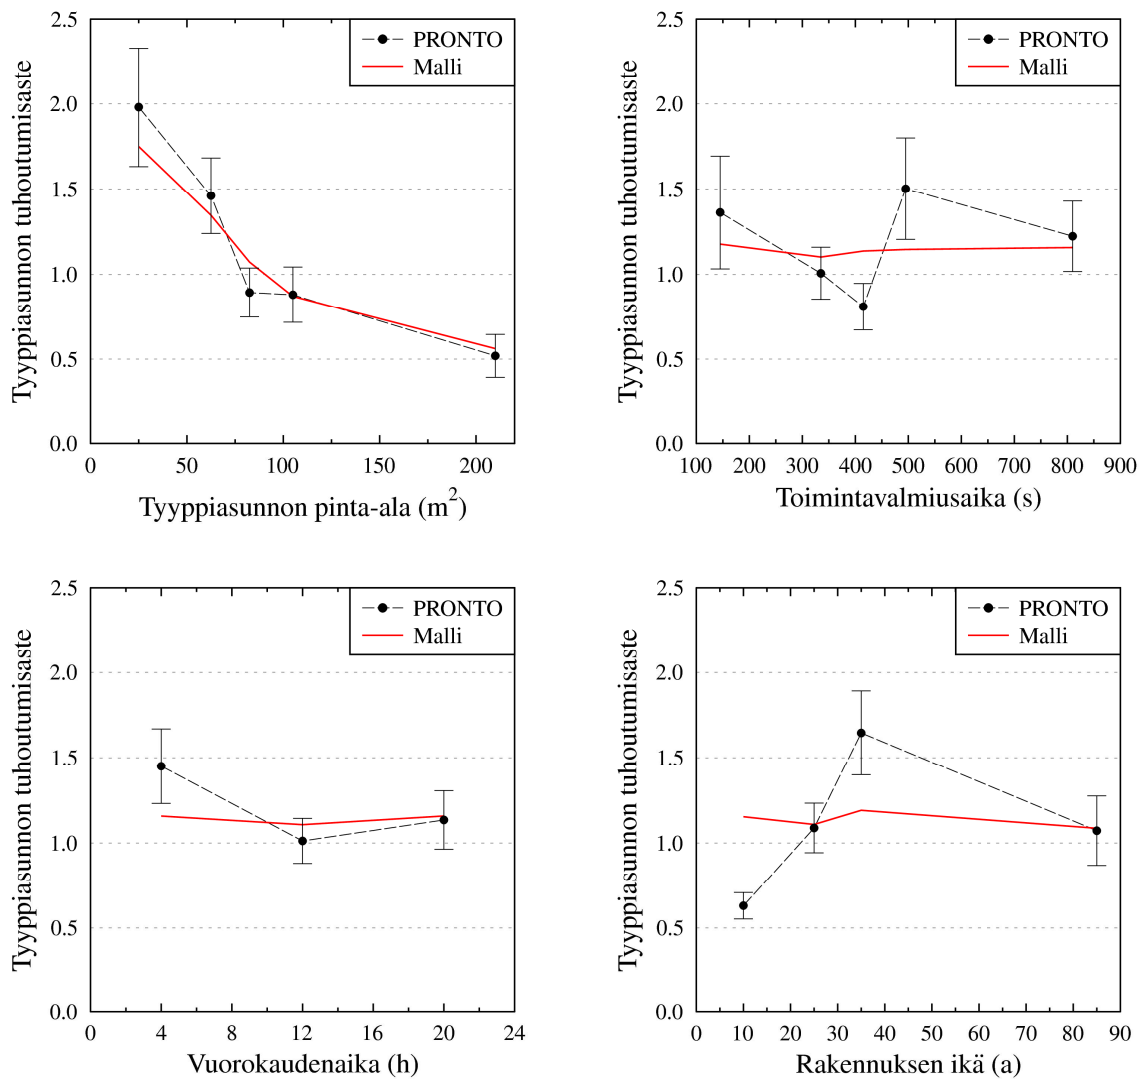 2.5
2.0
1.5
1.0
0.5
0.0
Tyyppiasunnon tuhoutumisaste
PRONTO
Malli
0 50 100 150 200
Tyyppiasunnon pinta-ala (m²)
2.5
2.0
1.5
1.0
0.5
0.0
Tyyppiasunnon tuhoutumisaste
PRONTO
Malli
100 200 300 400 500 600 700 800 900
Toimintavalmiusaika (s)
2.5
2.0
1.5
1.0
0.5
0.0
Tyyppiasunnon tuhoutumisaste
PRONTO
Malli
0 4 8 12 16 20 24
Vuorokaudenaika (h)
2.5
2.0
1.5
1.0
0.5
0.0
Tyyppiasunnon tuhoutumisaste
PRONTO
Malli
0 10 20 30 40 50 60 70 80 90
Rakennuksen ikä (a)